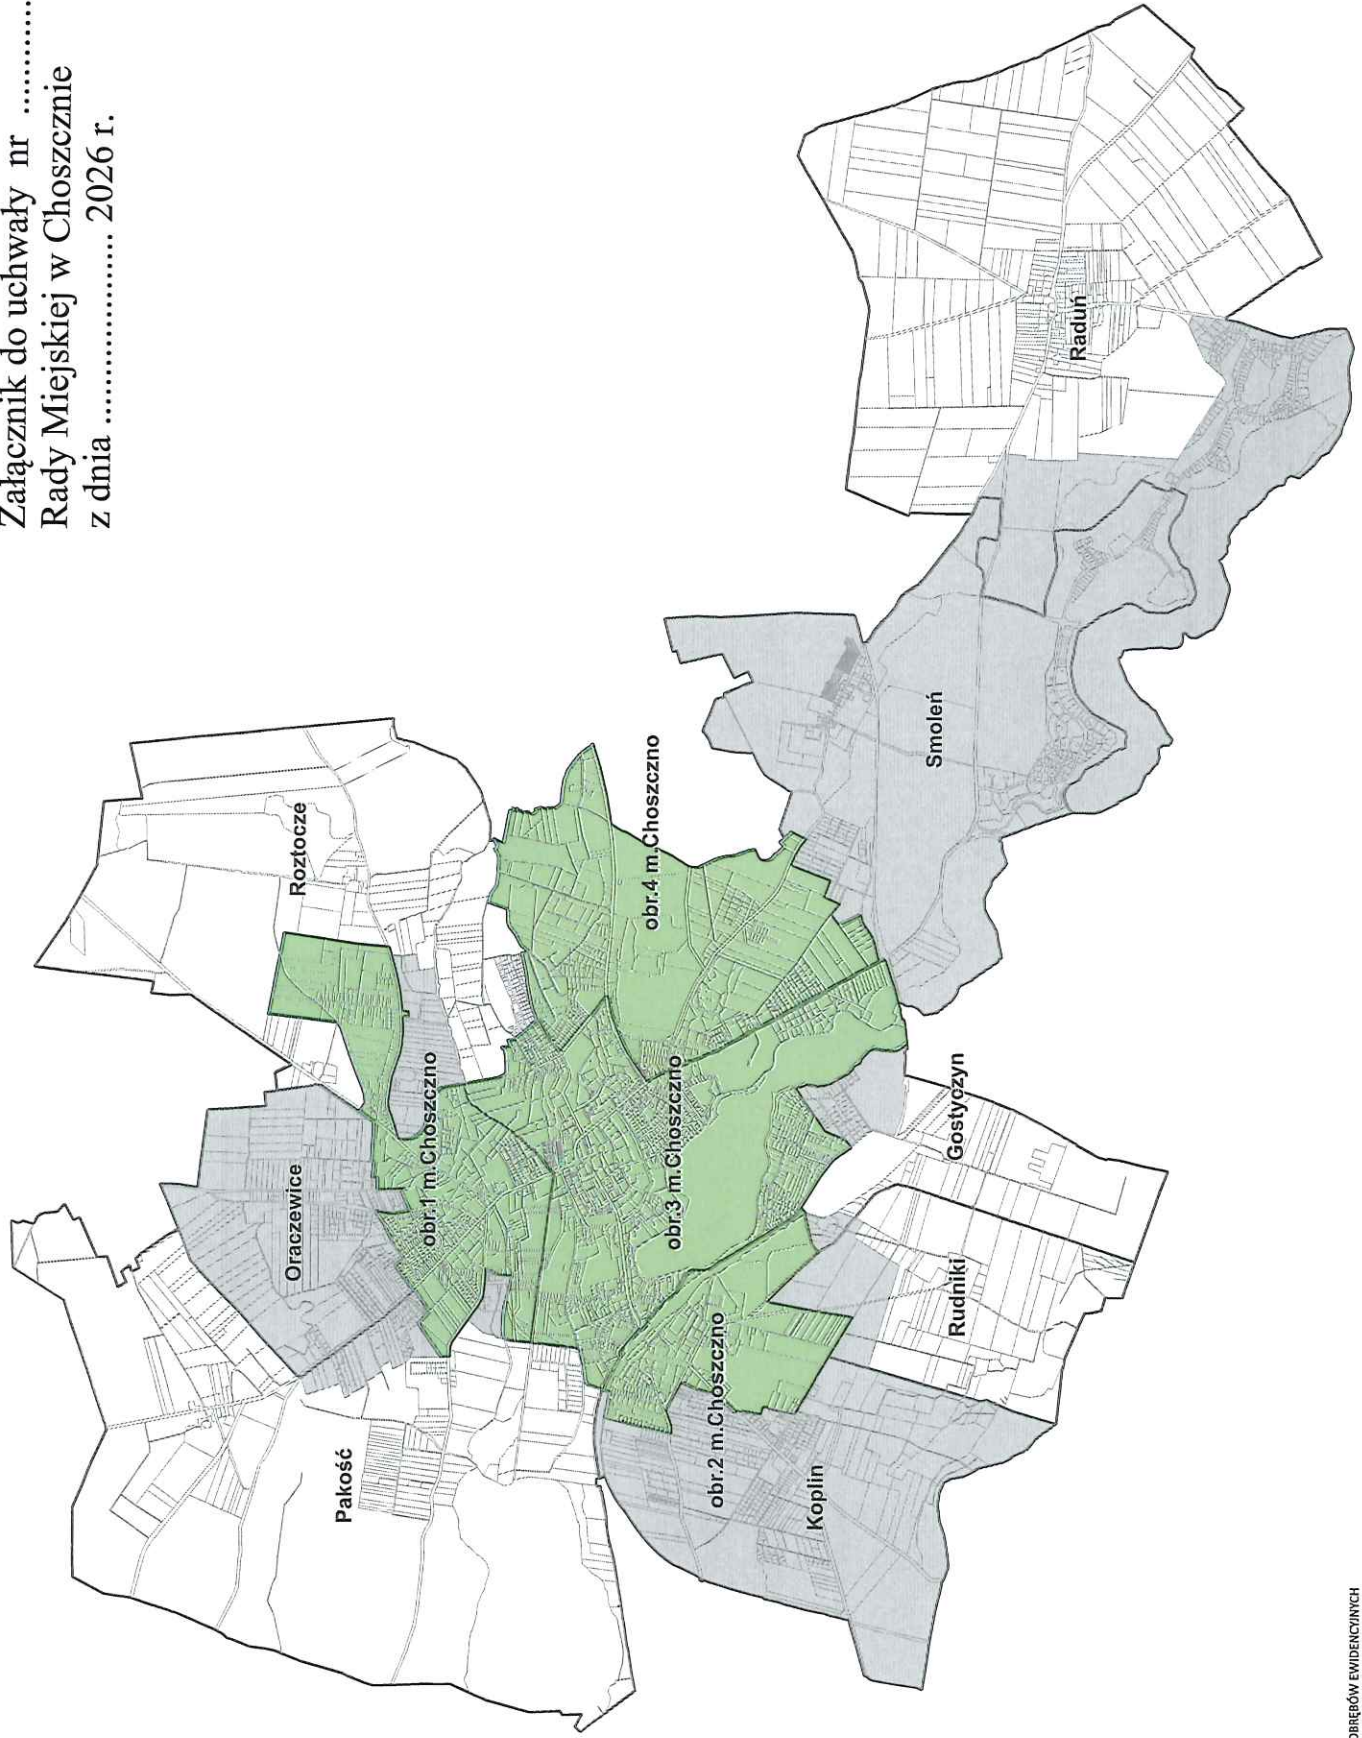 Załącznik do uchwały nr ............
Rady Miejskiej w Choszcznie
z dnia ...................... 2026 r.
Pakość
Oraczewice
Roztocze
obr.1 m.Choszczno
obr.4 m.Choszczno
obr.3 m.Choszczno
obr.2 m.Choszczno
Koplin
Rudniki
Gostyczyn
Smoleń
Raduń
OBRĘBÓW EWIDENCYJNYCH